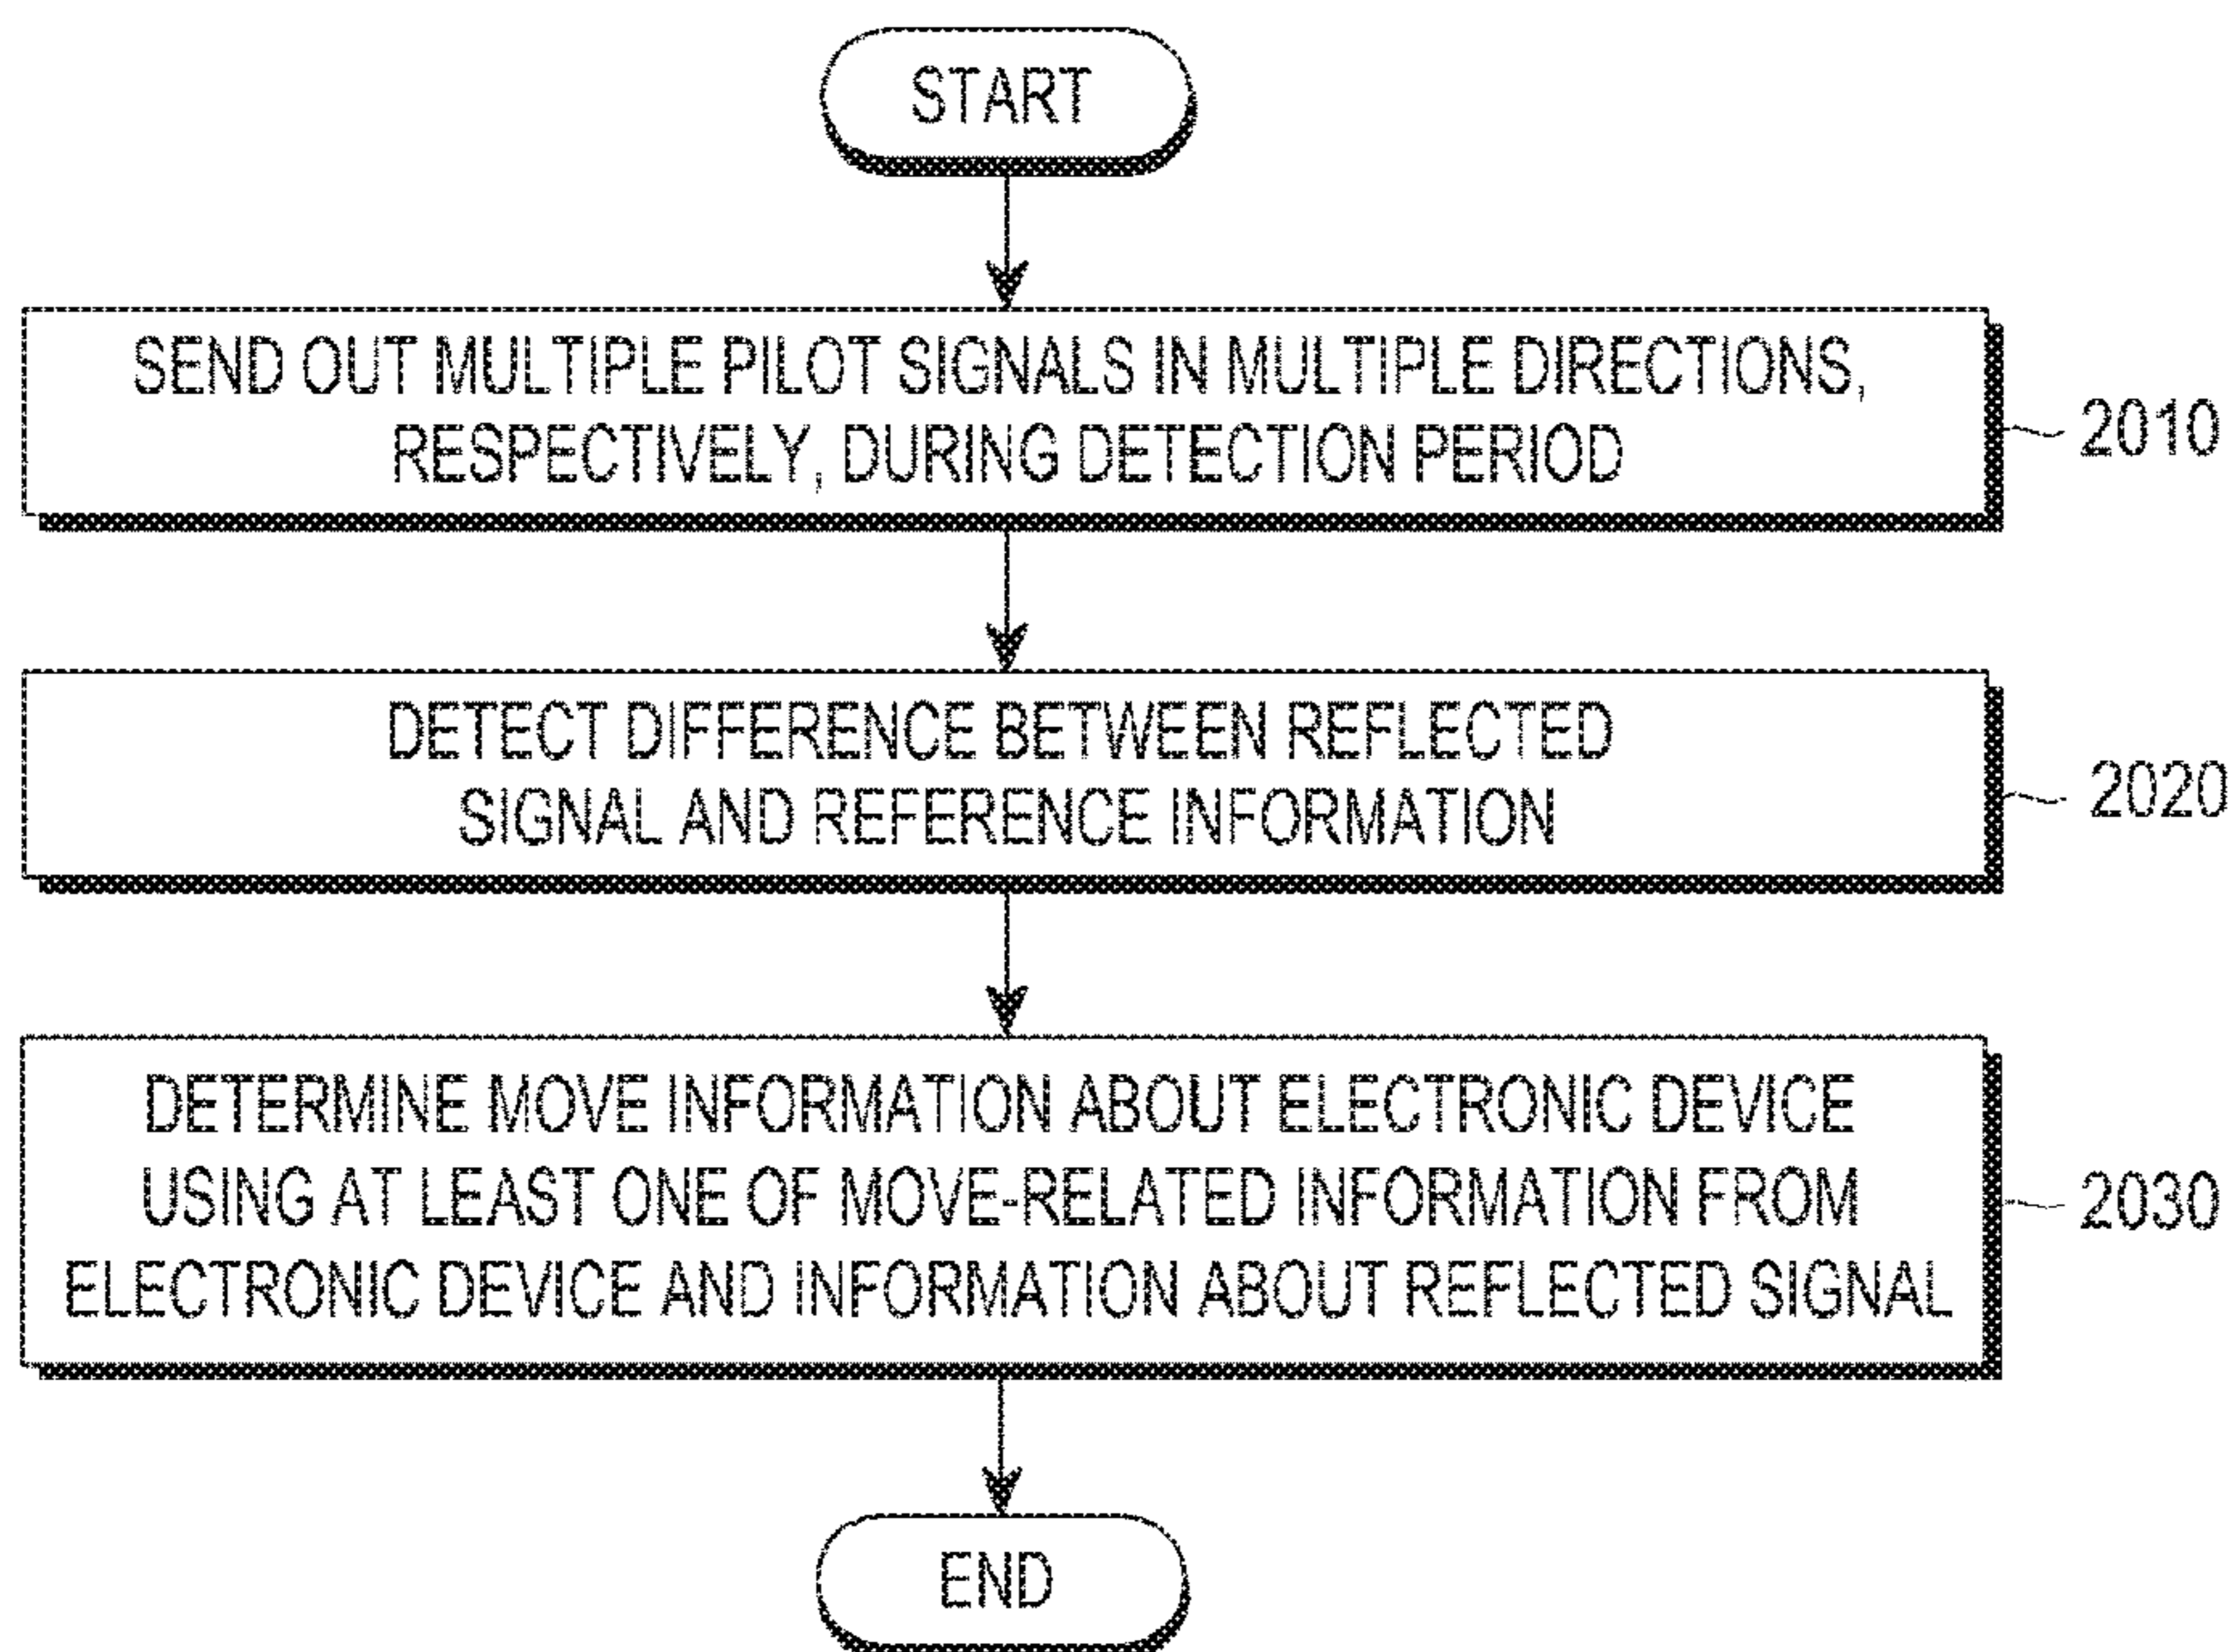 START
SEND OUT MULTIPLE PILOT SIGNALS IN MULTIPLE DIRECTIONS,
RESPECTIVELY, DURING DETECTION PERIOD
2010
DETECT DIFFERENCE BETWEEN REFLECTED
SIGNAL AND REFERENCE INFORMATION
2020
DETERMINE MOVE INFORMATION ABOUT ELECTRONIC DEVICE
USING AT LEAST ONE OF MOVE-RELATED INFORMATION FROM
ELECTRONIC DEVICE AND INFORMATION ABOUT REFLECTED SIGNAL
2030
END